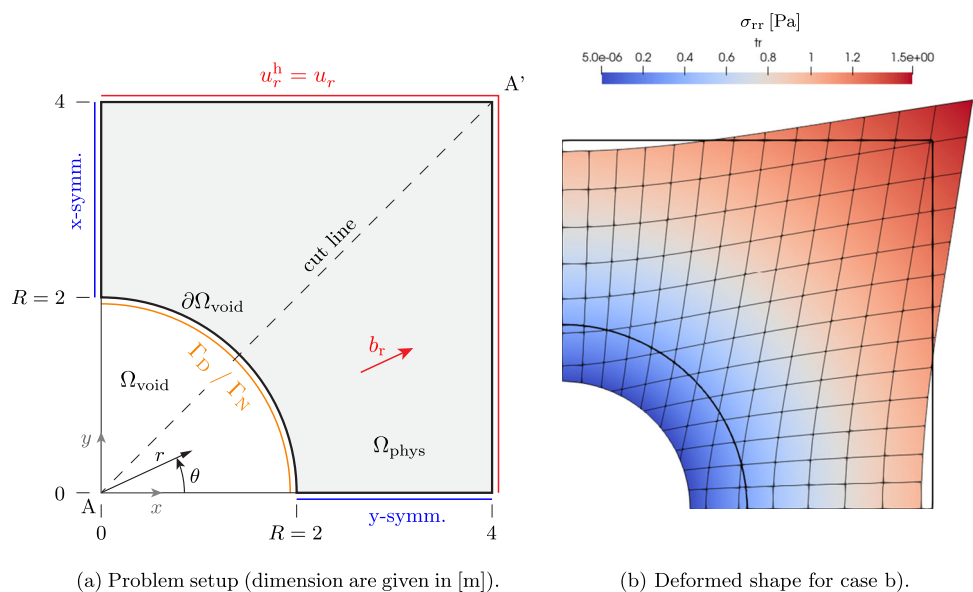 σ_rr [Pa]
tr
5.0e-06 0.2 0.4 0.6 0.8 1 1.2 1.5e+00
u_r^h = u_r
A'
4
x-symm.
cut line
R = 2
∂Ω_void
b_r
Γ_D / Γ_N
Ω_void
Ω_phys
y
r
θ
0
A
x
y-symm.
0
R = 2
4
(a) Problem setup (dimension are given in [m]).
(b) Deformed shape for case b).